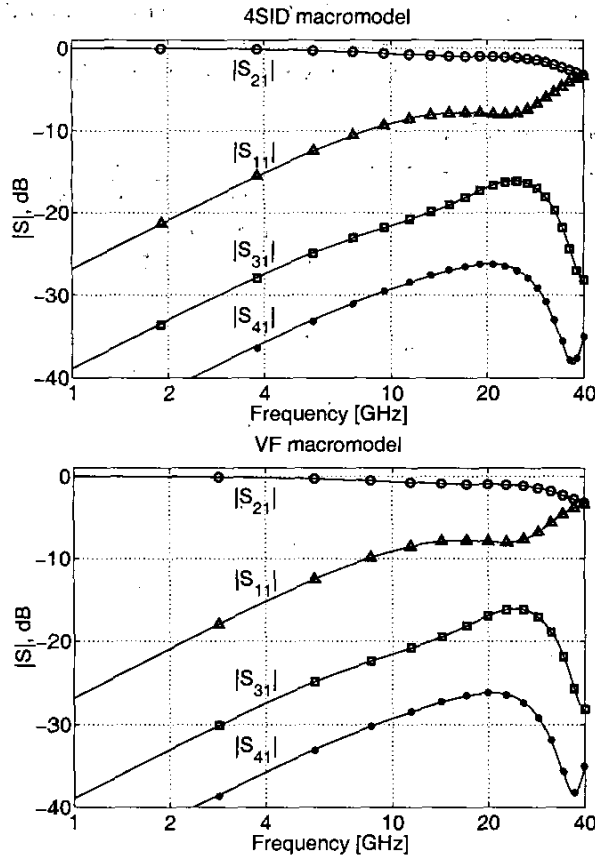 4SID macromodel
0
|S21|
-10
|S11|
|S], dB
-20
|S31|
-30
|S41|
-40
1
2
4
10
20
40
Frequency [GHz]
VF macromodel
0
|S21|
-10
|S11|
|S|, dB
-20
|S31|
-30
|S41|
-40
1
2
4
10
20
40
Frequency [GHz]